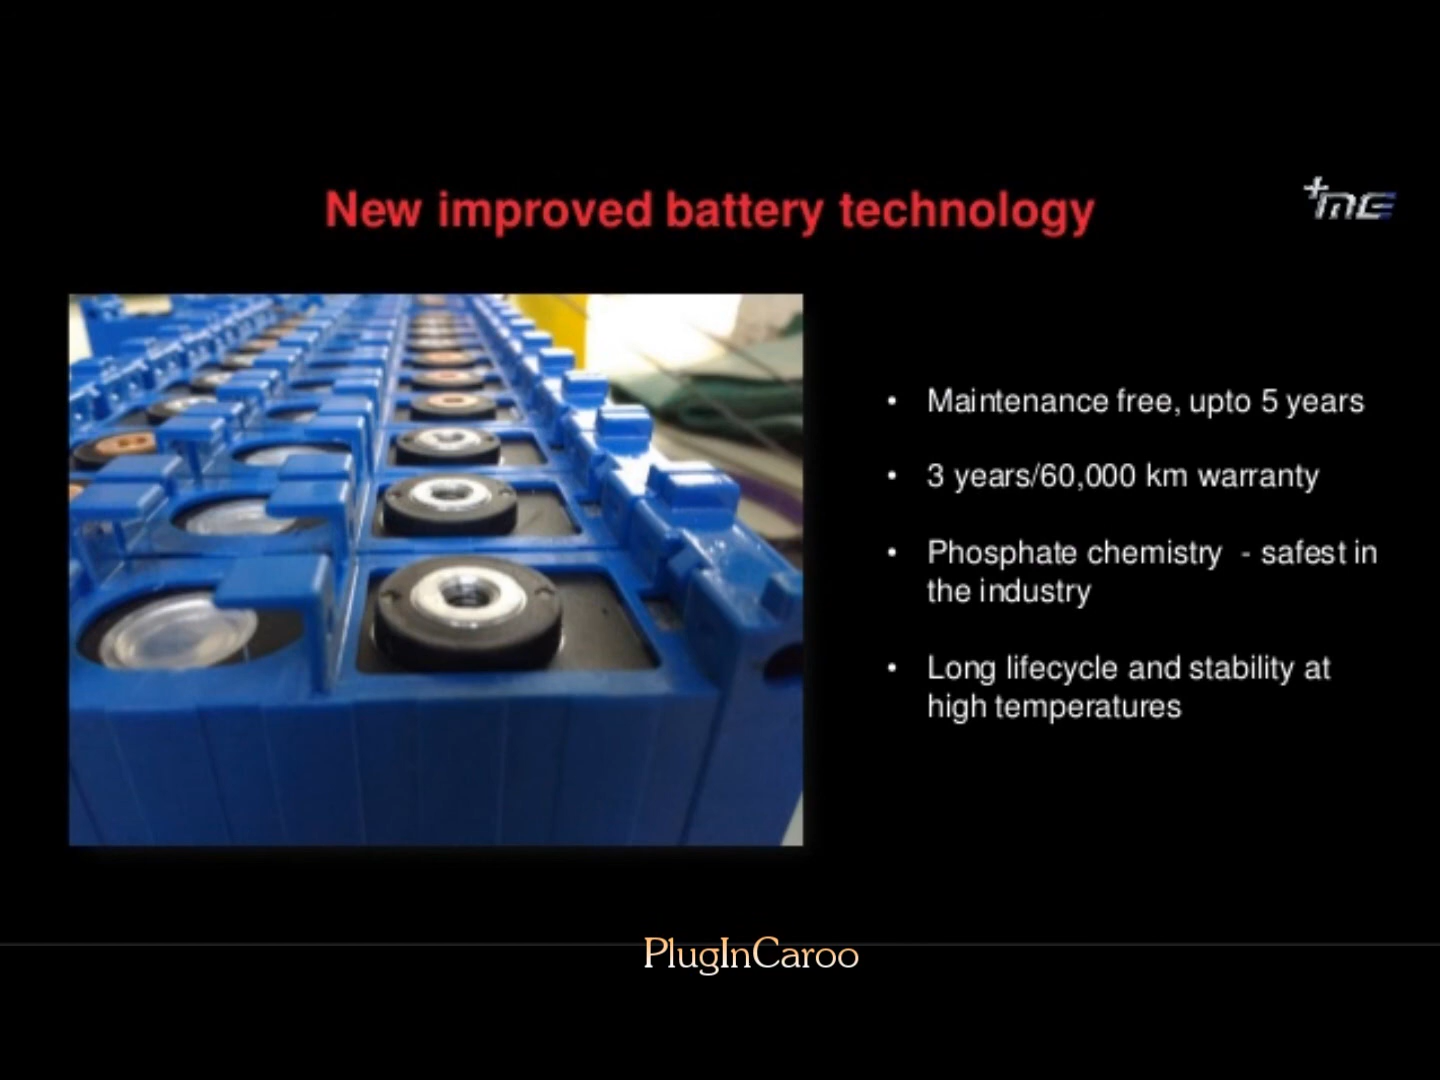 New improved battery technology
• Maintenance free, upto 5 years
• 3 years/60,000 km warranty
• Phosphate chemistry - safest in
the industry
• Long lifecycle and stability at
high temperatures
PlugInCaroo